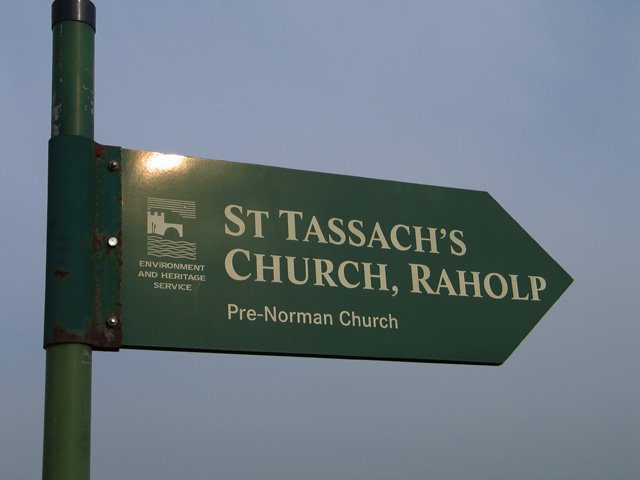 ST TASSACH'S
CHURCH, RAHOLP
Pre-Norman Church
ENVIRONMENT
AND HERITAGE
SERVICE